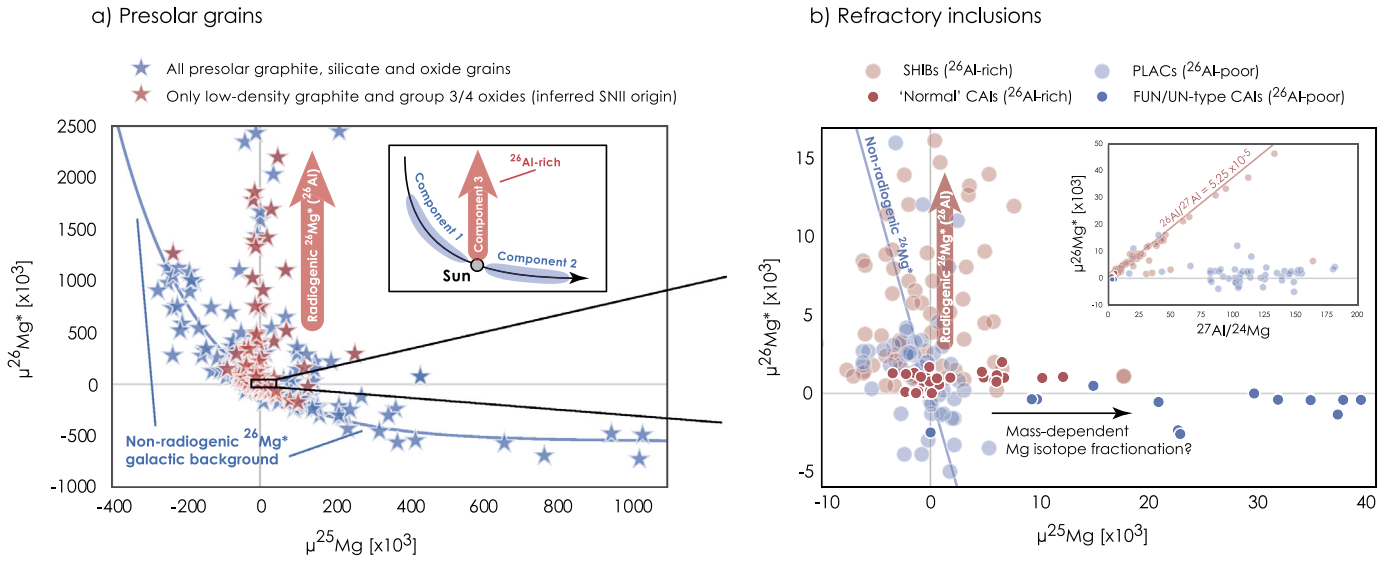 a) Presolar grains
All presolar graphite, silicate and oxide grains
Only low-density graphite and group 3/4 oxides (inferred SNII origin)
2500
2000
1500
1000
500
0
-500
-1000
-400
-200
0
200
400
600
800
1000
µ²⁶Mg* [x10³]
µ²⁵Mg [x10³]
Radiogenic ²⁶Mg* (²⁶Al)
Non-radiogenic ²⁶Mg*
galactic background
Component 1
Component 3
Component 2
Sun
²⁶Al-rich
b) Refractory inclusions
SHIBs (²⁶Al-rich)
PLACs (²⁶Al-poor)
'Normal' CAIs (²⁶Al-rich)
FUN/UN-type CAIs (²⁶Al-poor)
15
10
5
0
-5
-10
0
10
20
30
40
µ²⁶Mg* [x10³]
µ²⁵Mg [x10³]
Non-radiogenic ²⁶Mg*
Radiogenic ²⁶Mg* (²⁶Al)
Mass-dependent
Mg isotope fractionation?
50
40
30
20
10
0
-10
0
25
50
75
100
125
150
175
200
µ²⁶Mg* [x10³]
27Al/24Mg
²⁶Al/²⁷Al = 5.25 x10⁻⁵